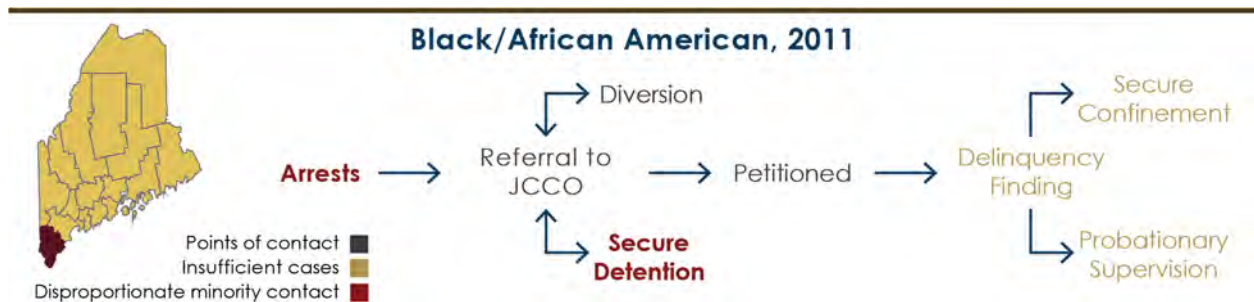 Black/African American, 2011
Diversion
Arrests
Referral to
JCCO
Petitioned
Delinquency
Finding
Secure
Confinement
Secure
Detention
Probationary
Supervision
Points of contact
Insufficient cases
Disproportionate minority contact